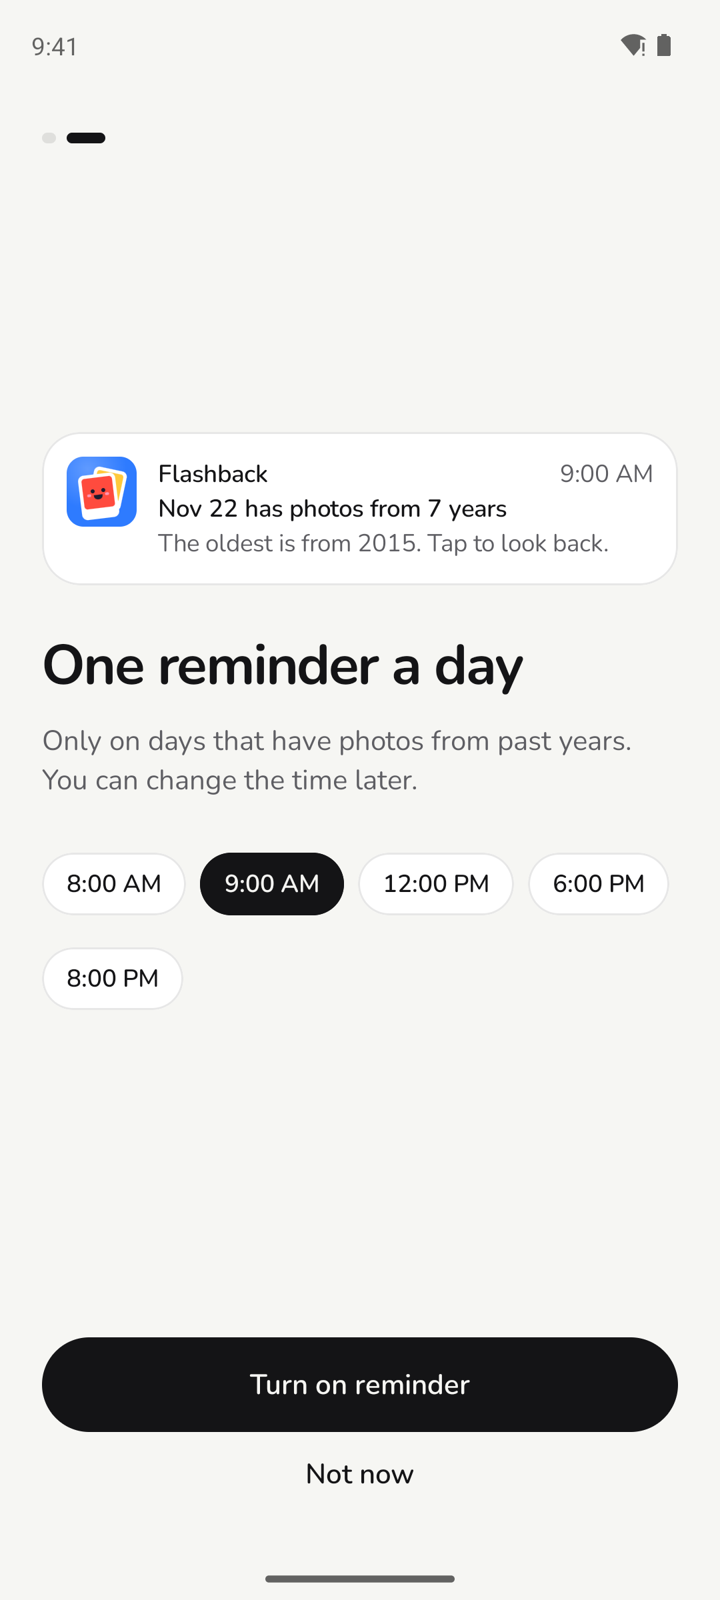 9:41
Flashback 9:00 AM
Nov 22 has photos from 7 years
The oldest is from 2015. Tap to look back.
One reminder a day
Only on days that have photos from past years.
You can change the time later.
8:00 AM 9:00 AM 12:00 PM 6:00 PM
8:00 PM
Turn on reminder
Not now